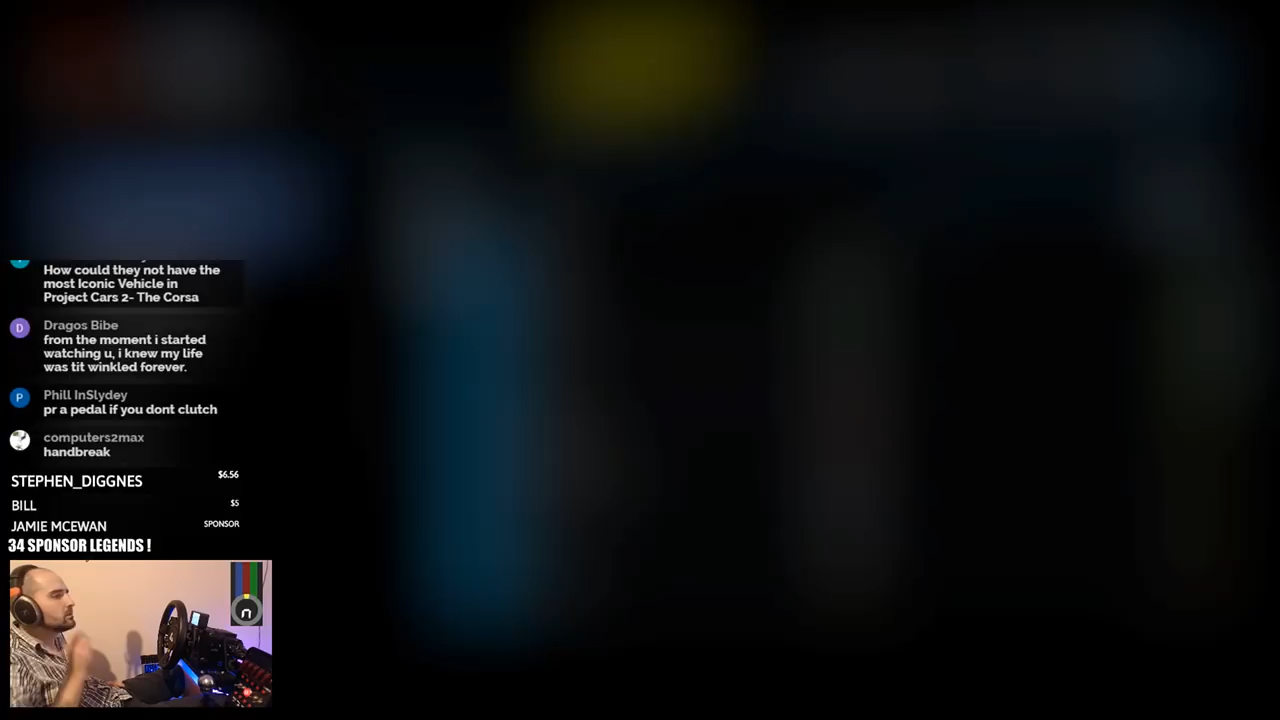 How could they not have the
most Iconic Vehicle in
Project Cars 2- The Corsa
Dragos Bibe
from the moment i started
watching u, i knew my life
was tit winkled forever.
Phill InSlydey
pr a pedal if you dont clutch
computers2max
handbreak
STEPHEN_DIGGNES $6.56
BILL $5
JAMIE MCEWAN SPONSOR
34 SPONSOR LEGENDS !